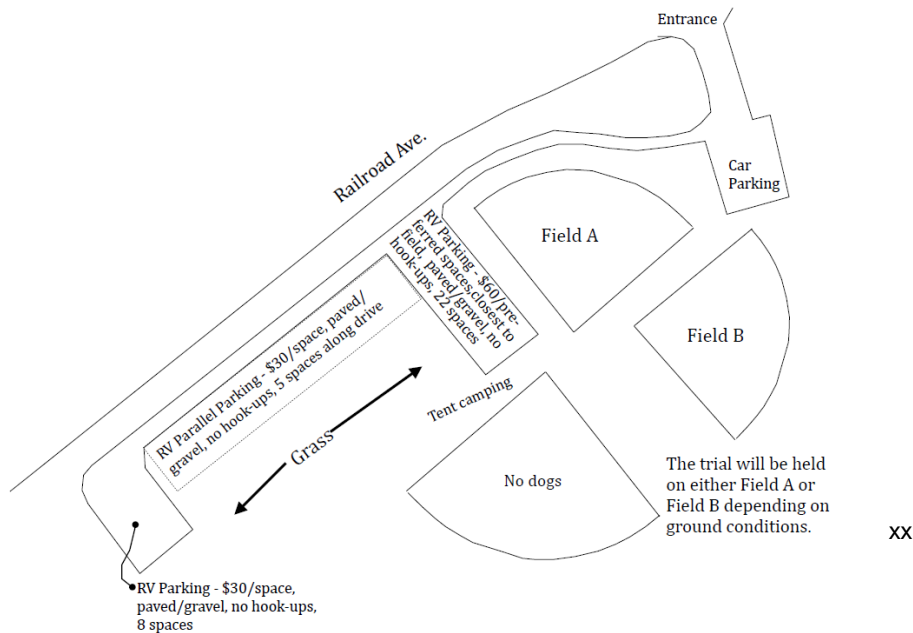 Entrance
Railroad Ave.
Car
Parking
RV Parking - $60/pre-
ferred spaces,closest to
field, paved/gravel, no
hook-ups, 22 spaces
Field A
Field B
RV Parallel Parking - $30/space, paved/
gravel, no hook-ups, 5 spaces along drive
Tent camping
Grass
No dogs
The trial will be held
on either Field A or
Field B depending on
ground conditions.
xx
RV Parking - $30/space,
paved/gravel, no hook-ups,
8 spaces